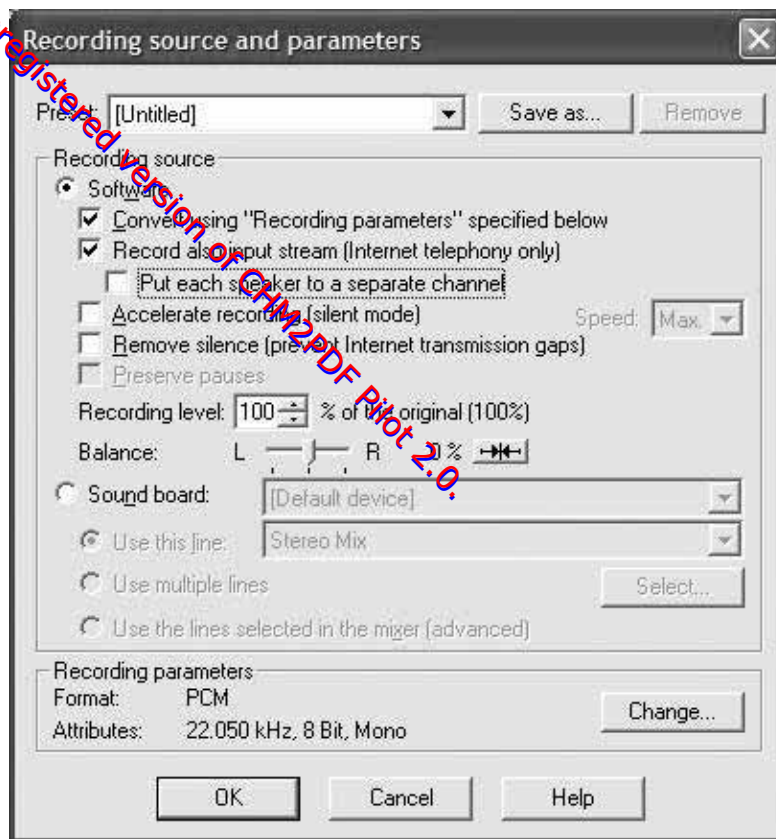 Recording source and parameters
Preset: [Untitled] Save as... Remove
Recording source
Software
Convert using "Recording parameters" specified below
Record also input stream (Internet telephony only)
Put each speaker to a separate channel
Accelerate recording (silent mode) Speed: Max.
Remove silence (prevent Internet transmission gaps)
Preserve pauses
Recording level: 100 % of the original (100%)
Balance: L R 0 %
Sound board: [Default device]
Use this line: Stereo Mix
Use multiple lines Select...
Use the lines selected in the mixer (advanced)
Recording parameters
Format: PCM
Attributes: 22.050 kHz, 8 Bit, Mono
Change...
OK Cancel Help
registered version of CHM2PDF Pilot 2.0.